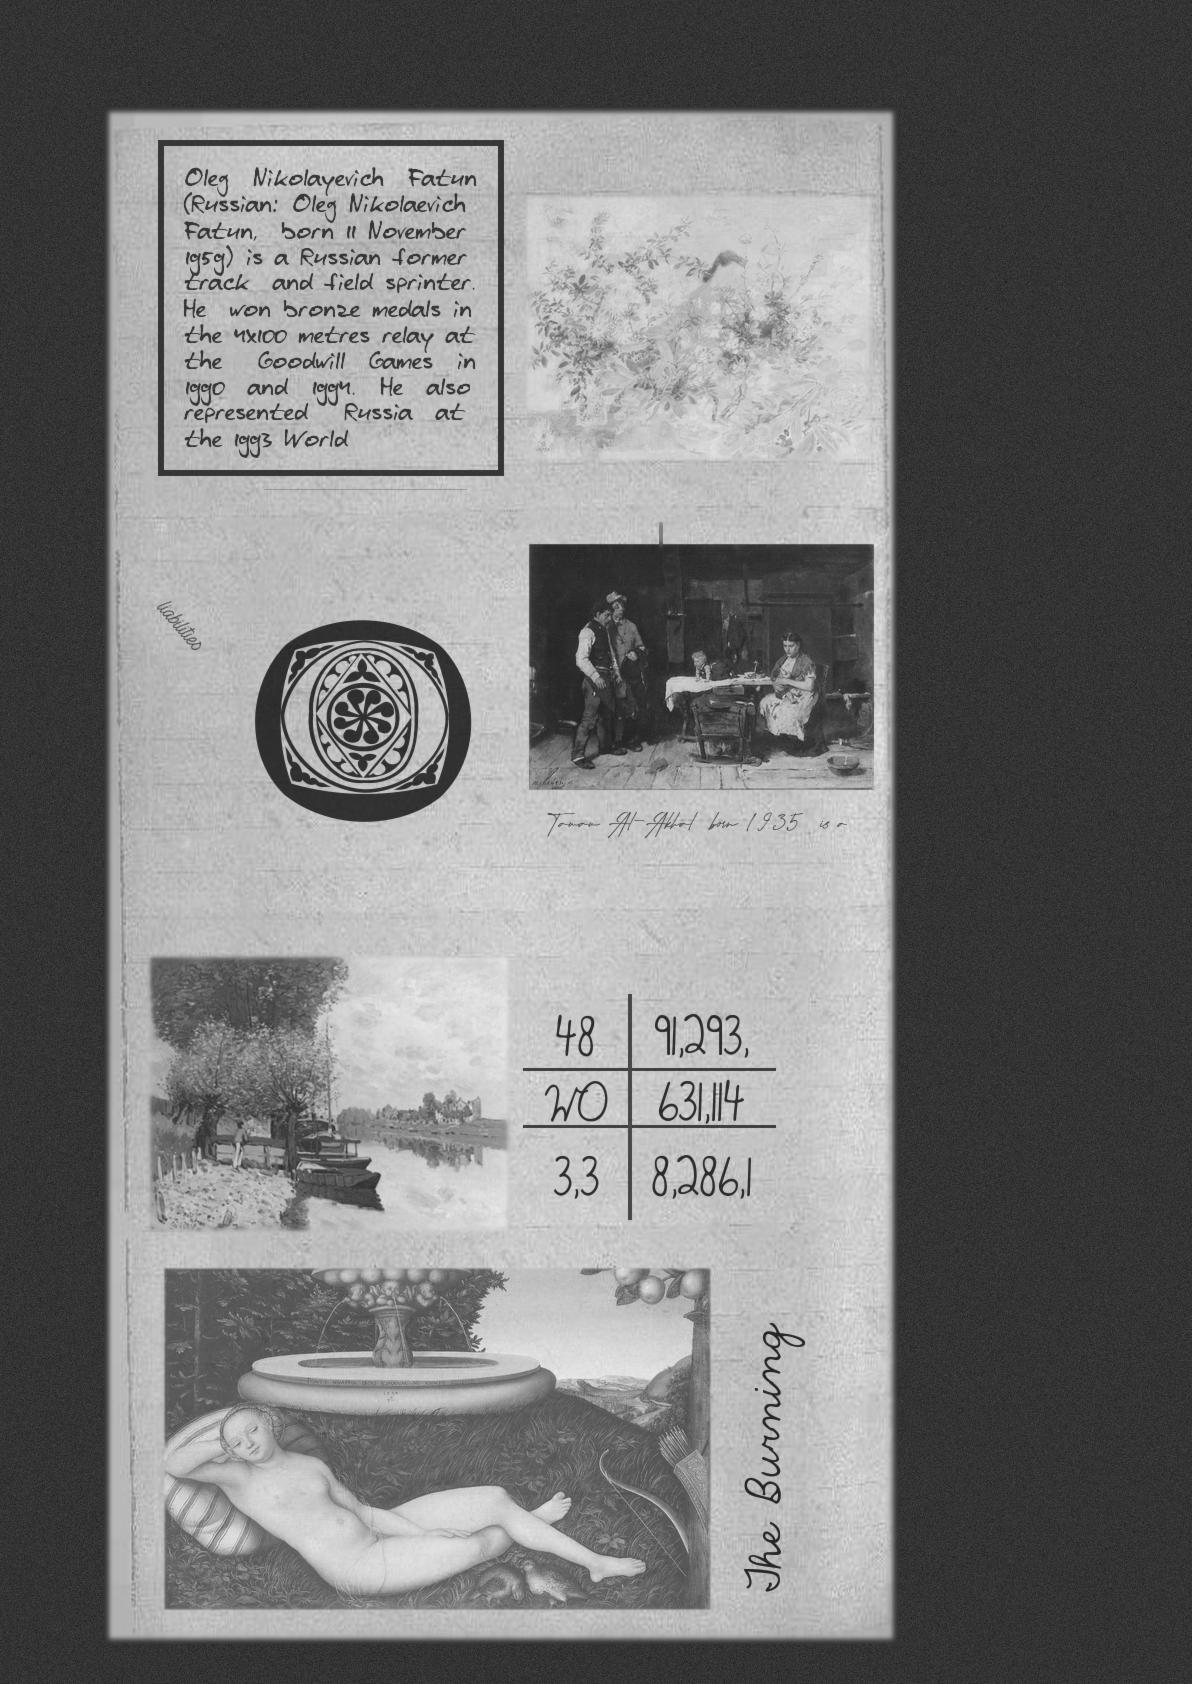 Oleg Nikolayevich Fatun
(Russian: Oleg Nikolaevich
Fatun, born 11 November
1959) is a Russian former
track and field sprinter.
He won bronze medals in
the 4x100 metres relay at
the Goodwill Games in
1990 and 1994. He also
represented Russia at
the 1993 World
liabilities
Al-Akhal born 1935 is a
48 91,293,
WO 631,114
3,3 8,286,1
The Burning